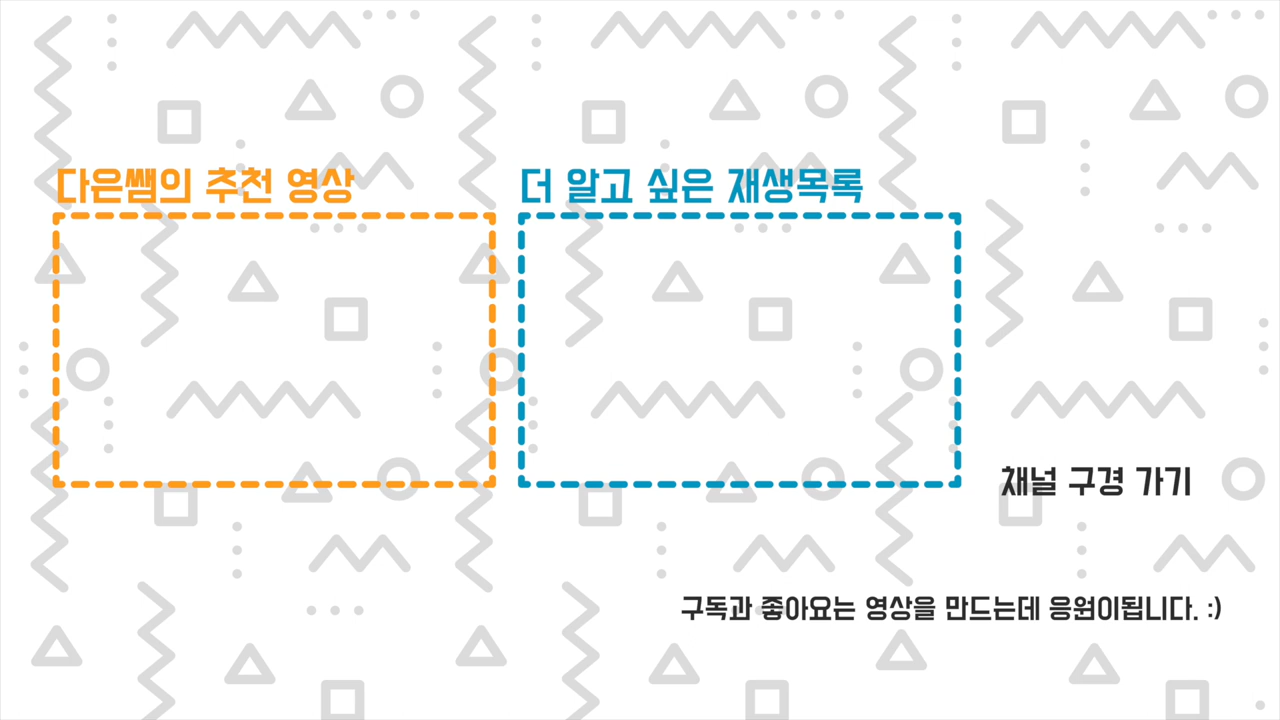 다은쌤의 추천 영상
더 알고 싶은 재생목록
채널 구경 가기
구독과 좋아요는 영상을 만드는데 응원이됩니다. :)